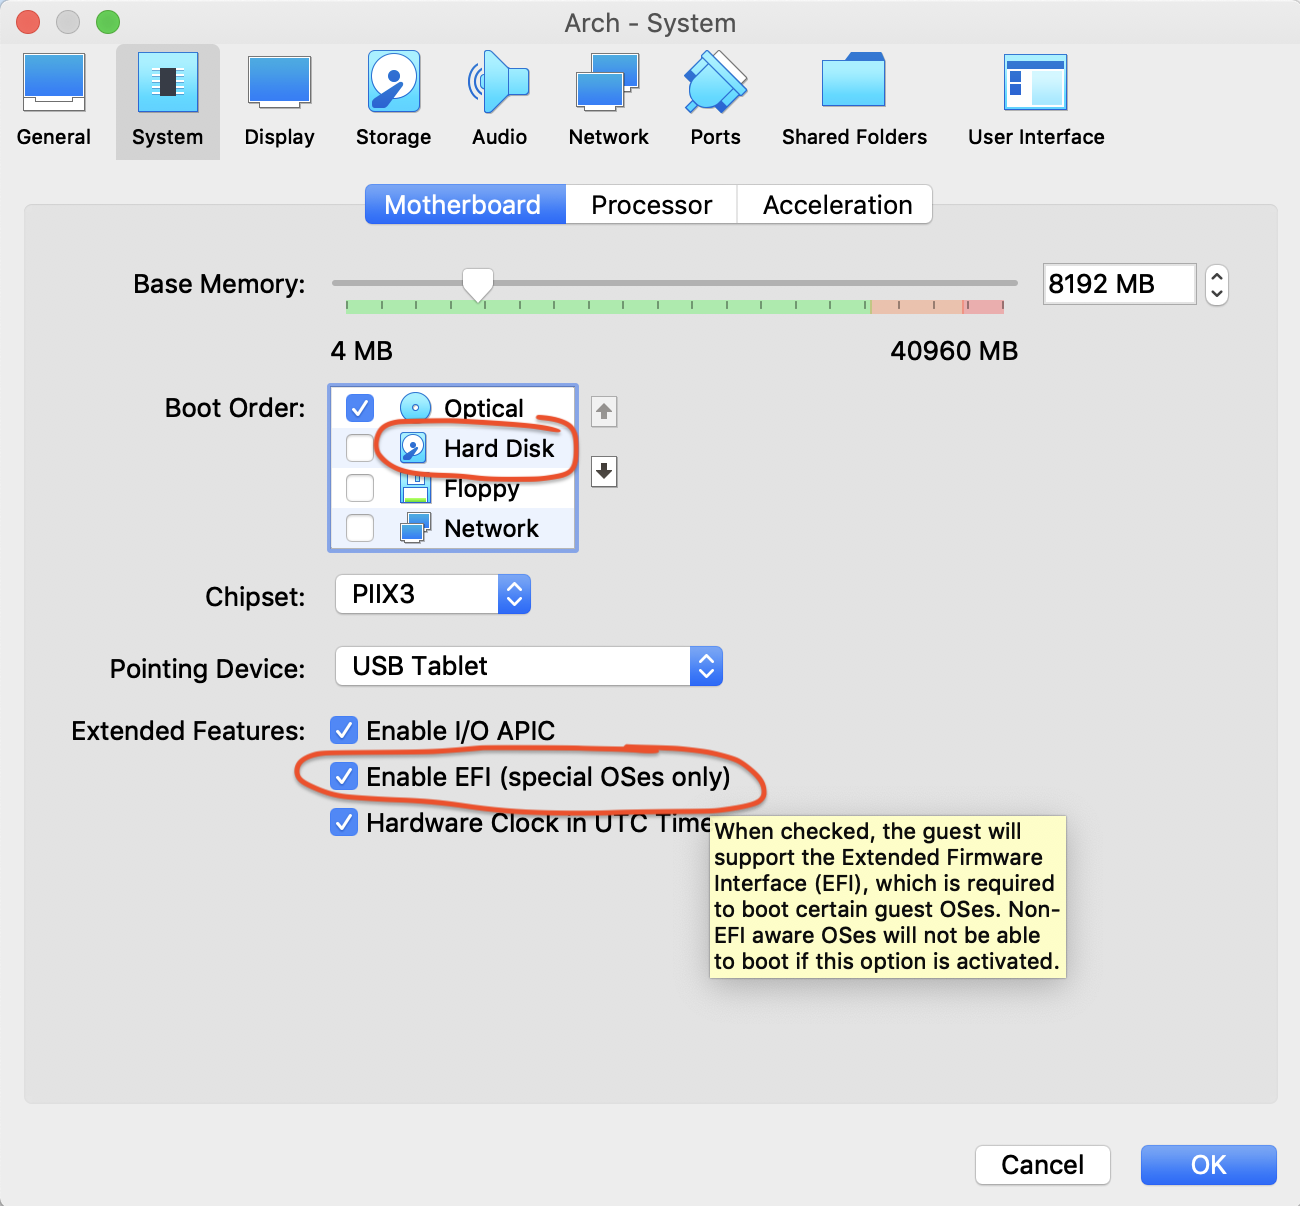 Arch - System
General
System
Display
Storage
Audio
Network
Ports
Shared Folders
User Interface
Motherboard
Processor
Acceleration
Base Memory:
8192 MB
4 MB
40960 MB
Boot Order:
Optical
Hard Disk
Floppy
Network
Chipset:
PIIX3
Pointing Device:
USB Tablet
Extended Features:
Enable I/O APIC
Enable EFI (special OSes only)
Hardware Clock in UTC Time
When checked, the guest will
support the Extended Firmware
Interface (EFI), which is required
to boot certain guest OSes. Non-
EFI aware OSes will not be able
to boot if this option is activated.
Cancel
OK